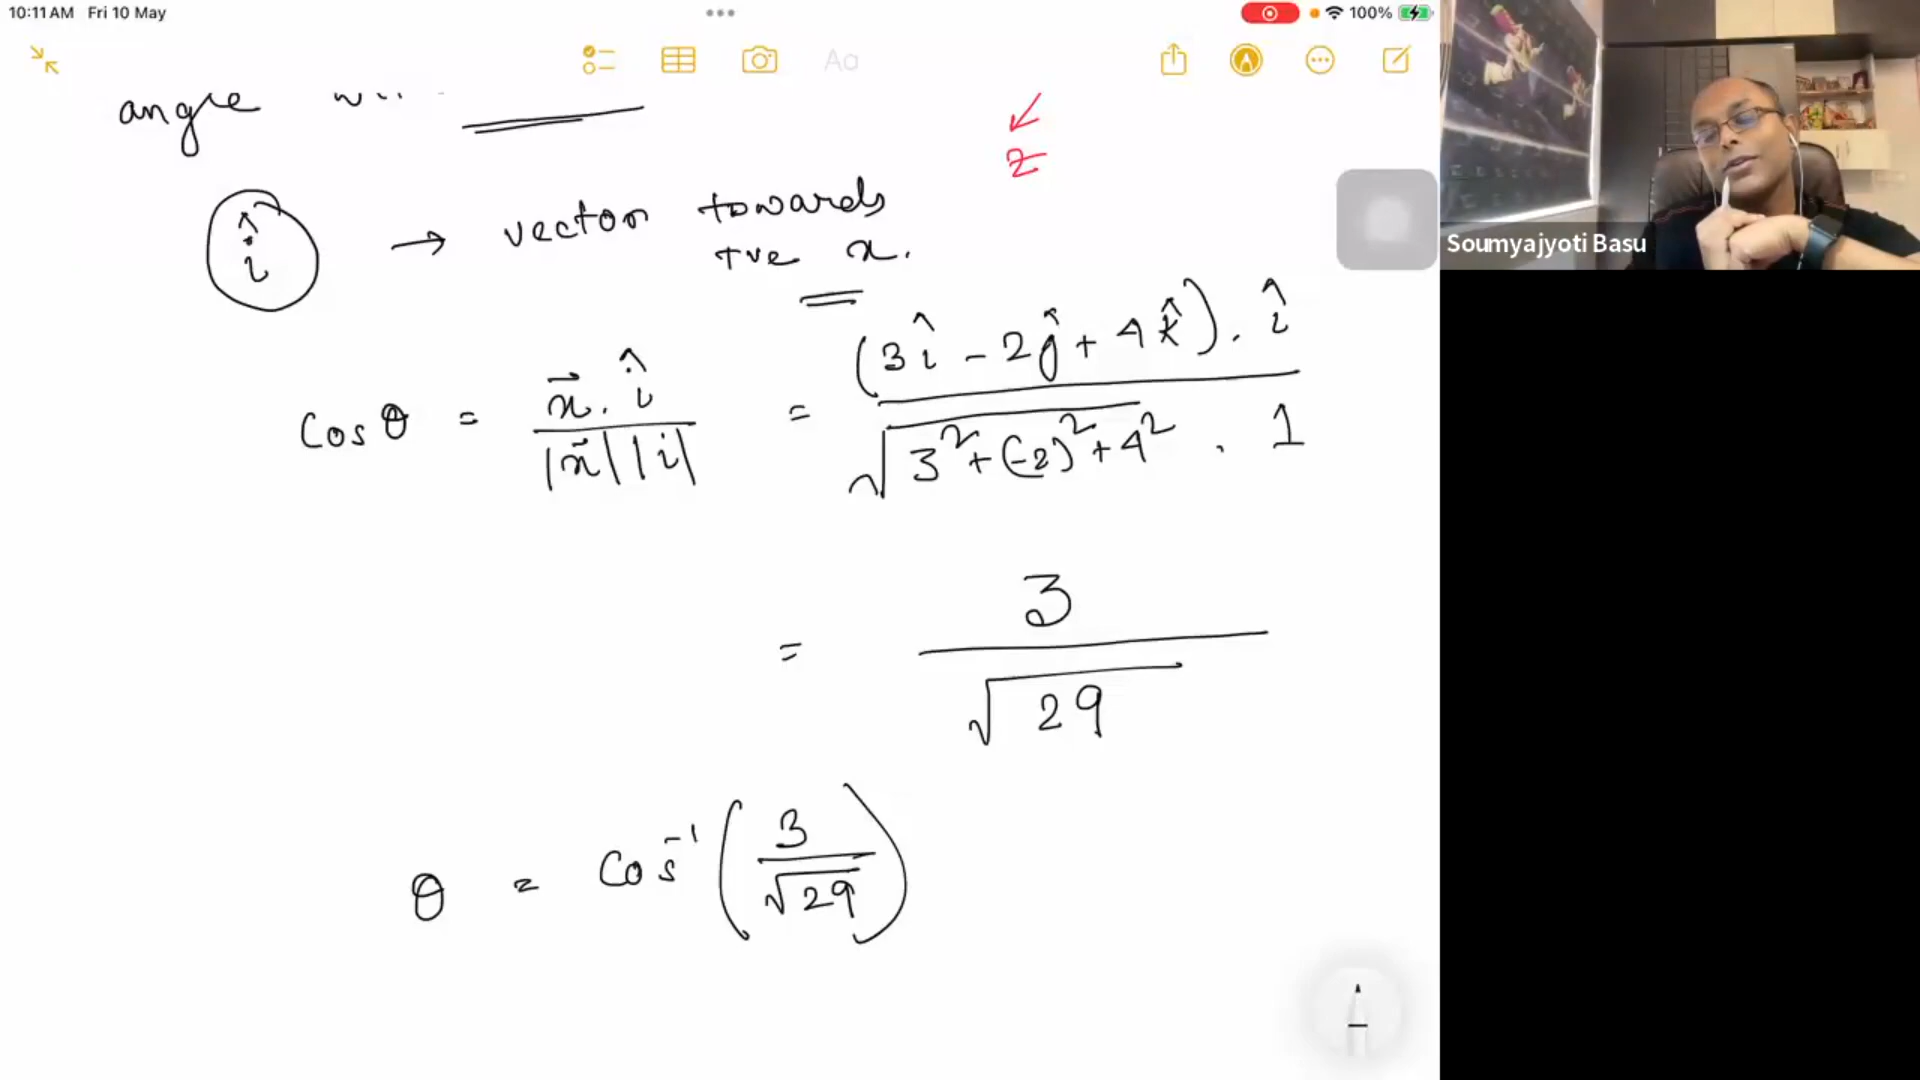 10:11 AM Fri 10 May
100%
Aa
angle
z
î → vector towards
+ve x.
Soumyajyoti Basu
cos θ = x⃗ . î / |x⃗| |i| = (3î - 2ĵ + 4k̂) . î / √3² + (-2)² + 4² . 1
= 3 / √29
θ = cos⁻¹ (3 / √29)